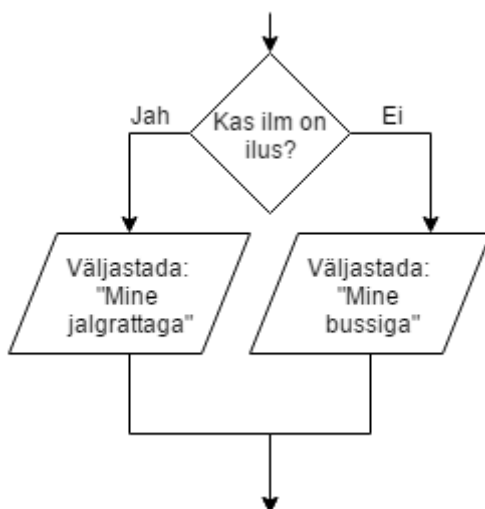 Kas ilm on
ilus?
Jah
Ei
Väljastada:
"Mine
jalgrattaga"
Väljastada:
"Mine
bussiga"